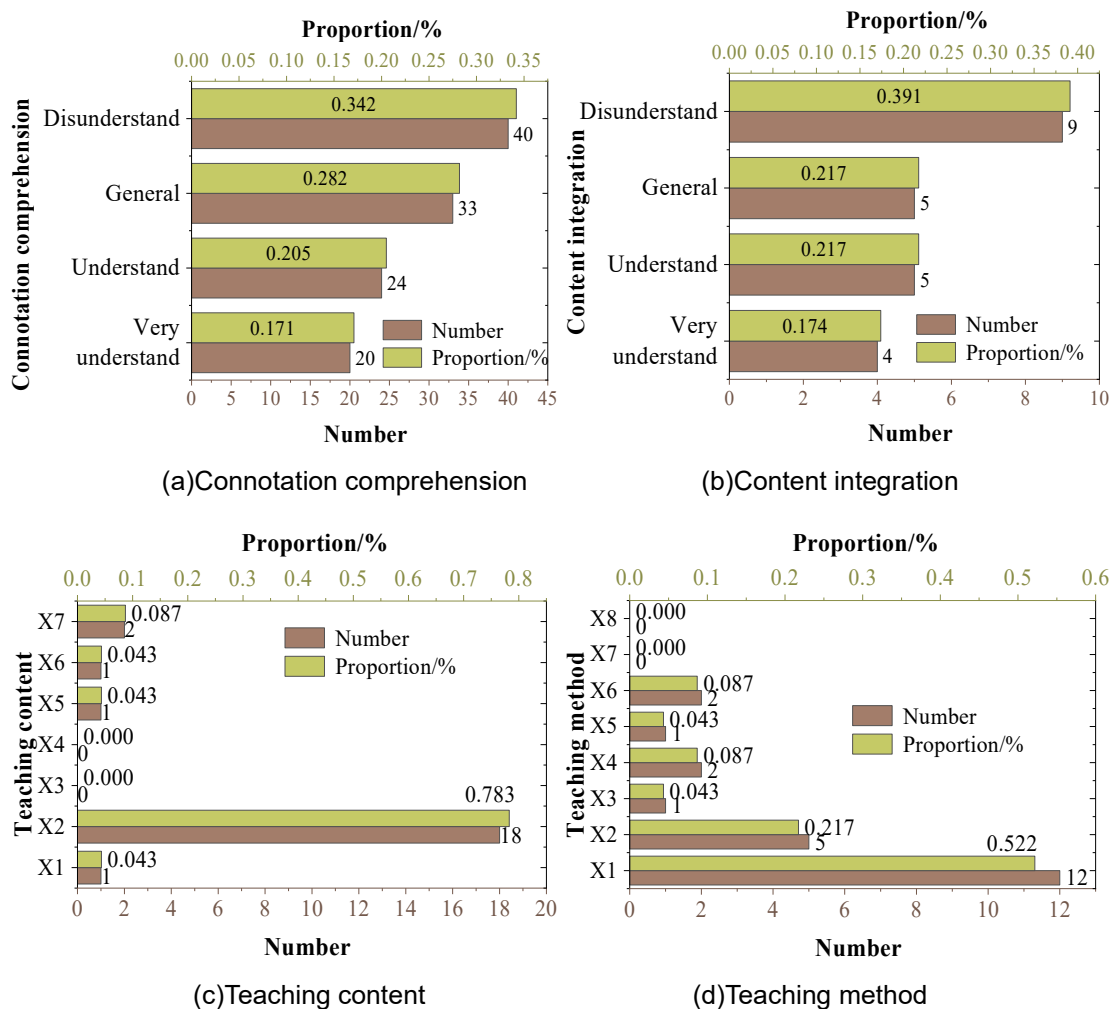 Proportion/%
0.00 0.05 0.10 0.15 0.20 0.25 0.30 0.35
Connotation comprehension
Disunderstand
0.342
40
General
0.282
33
Understand
0.205
24
Very
understand
0.171
20
Number
Proportion/%
0 5 10 15 20 25 30 35 40 45
Number
(a)Connotation comprehension
Proportion/%
0.00 0.05 0.10 0.15 0.20 0.25 0.30 0.35 0.40
Content integration
Disunderstand
0.391
9
General
0.217
5
Understand
0.217
5
Very
understand
0.174
4
Number
Proportion/%
0 2 4 6 8 10
Number
(b)Content integration
Proportion/%
0.0 0.1 0.2 0.3 0.4 0.5 0.6 0.7 0.8
Teaching content
X7
0.087
2
X6
0.043
1
X5
0.043
1
X4
0.000
0
X3
0.000
0
X2
0.783
18
X1
0.043
1
Number
Proportion/%
0 2 4 6 8 10 12 14 16 18 20
Number
(c)Teaching content
Proportion/%
0.0 0.1 0.2 0.3 0.4 0.5 0.6
Teaching method
X8
0.000
0
X7
0.000
0
X6
0.087
2
X5
0.043
1
X4
0.087
2
X3
0.043
1
X2
0.217
5
X1
0.522
12
Number
Proportion/%
0 2 4 6 8 10 12
Number
(d)Teaching method